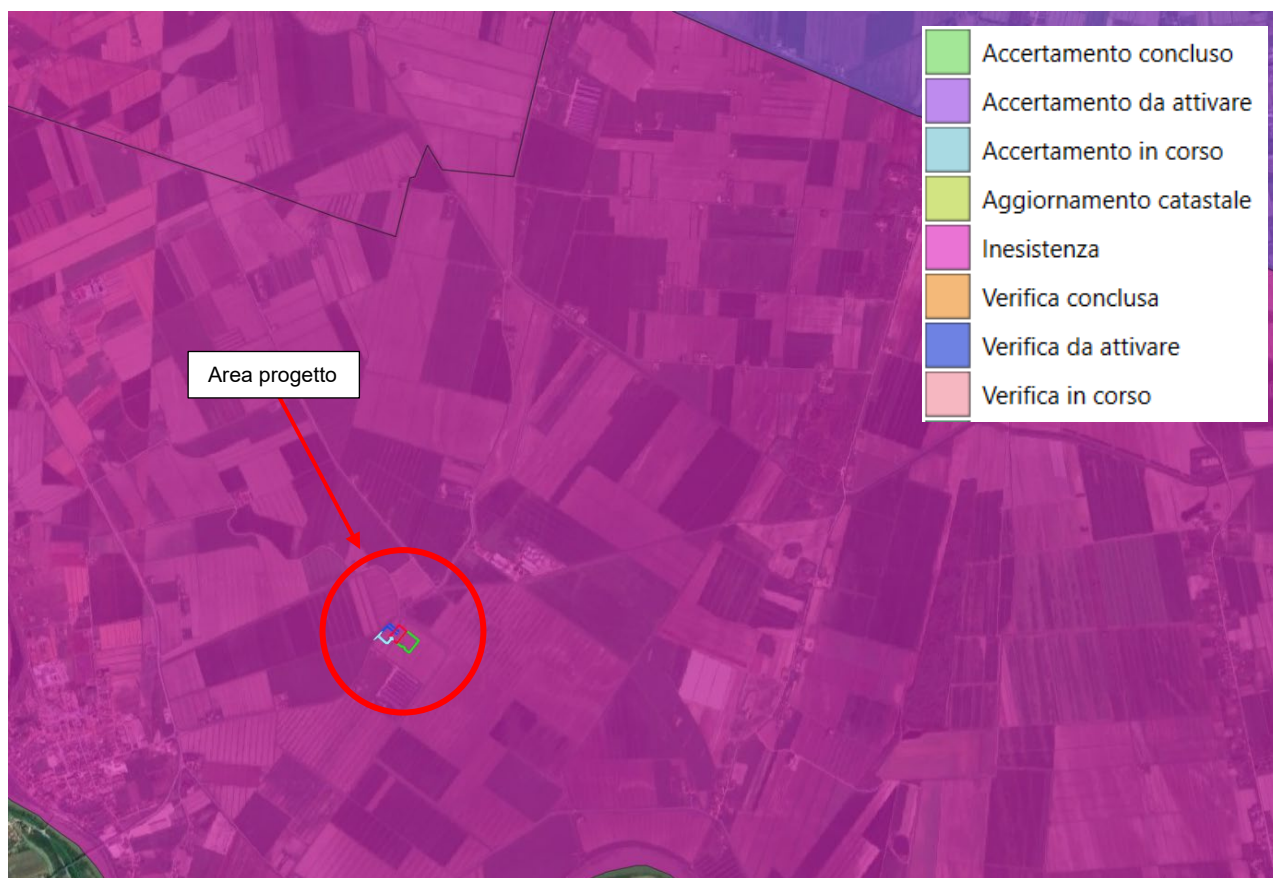 Accertamento concluso
Accertamento da attivare
Accertamento in corso
Aggiornamento catastale
Inesistenza
Verifica conclusa
Verifica da attivare
Verifica in corso
Area progetto